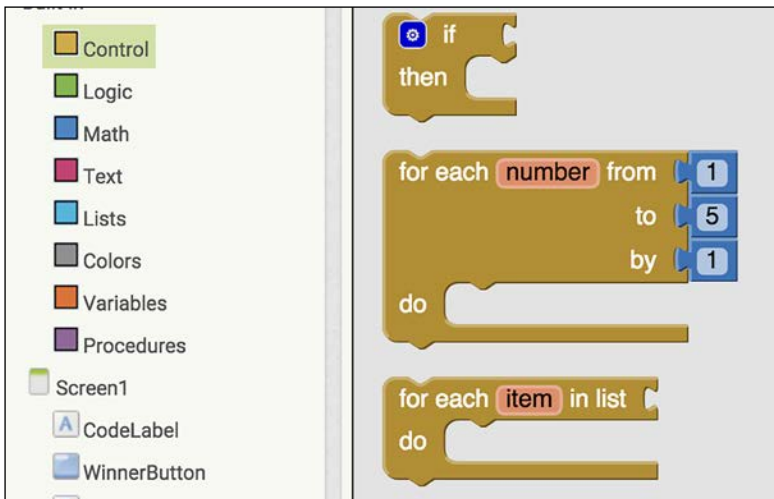 Control
Logic
Math
Text
Lists
Colors
Variables
Procedures
Screen1
A CodeLabel
WinnerButton
if
then
for each number from 1
to 5
by 1
do
for each item in list
do